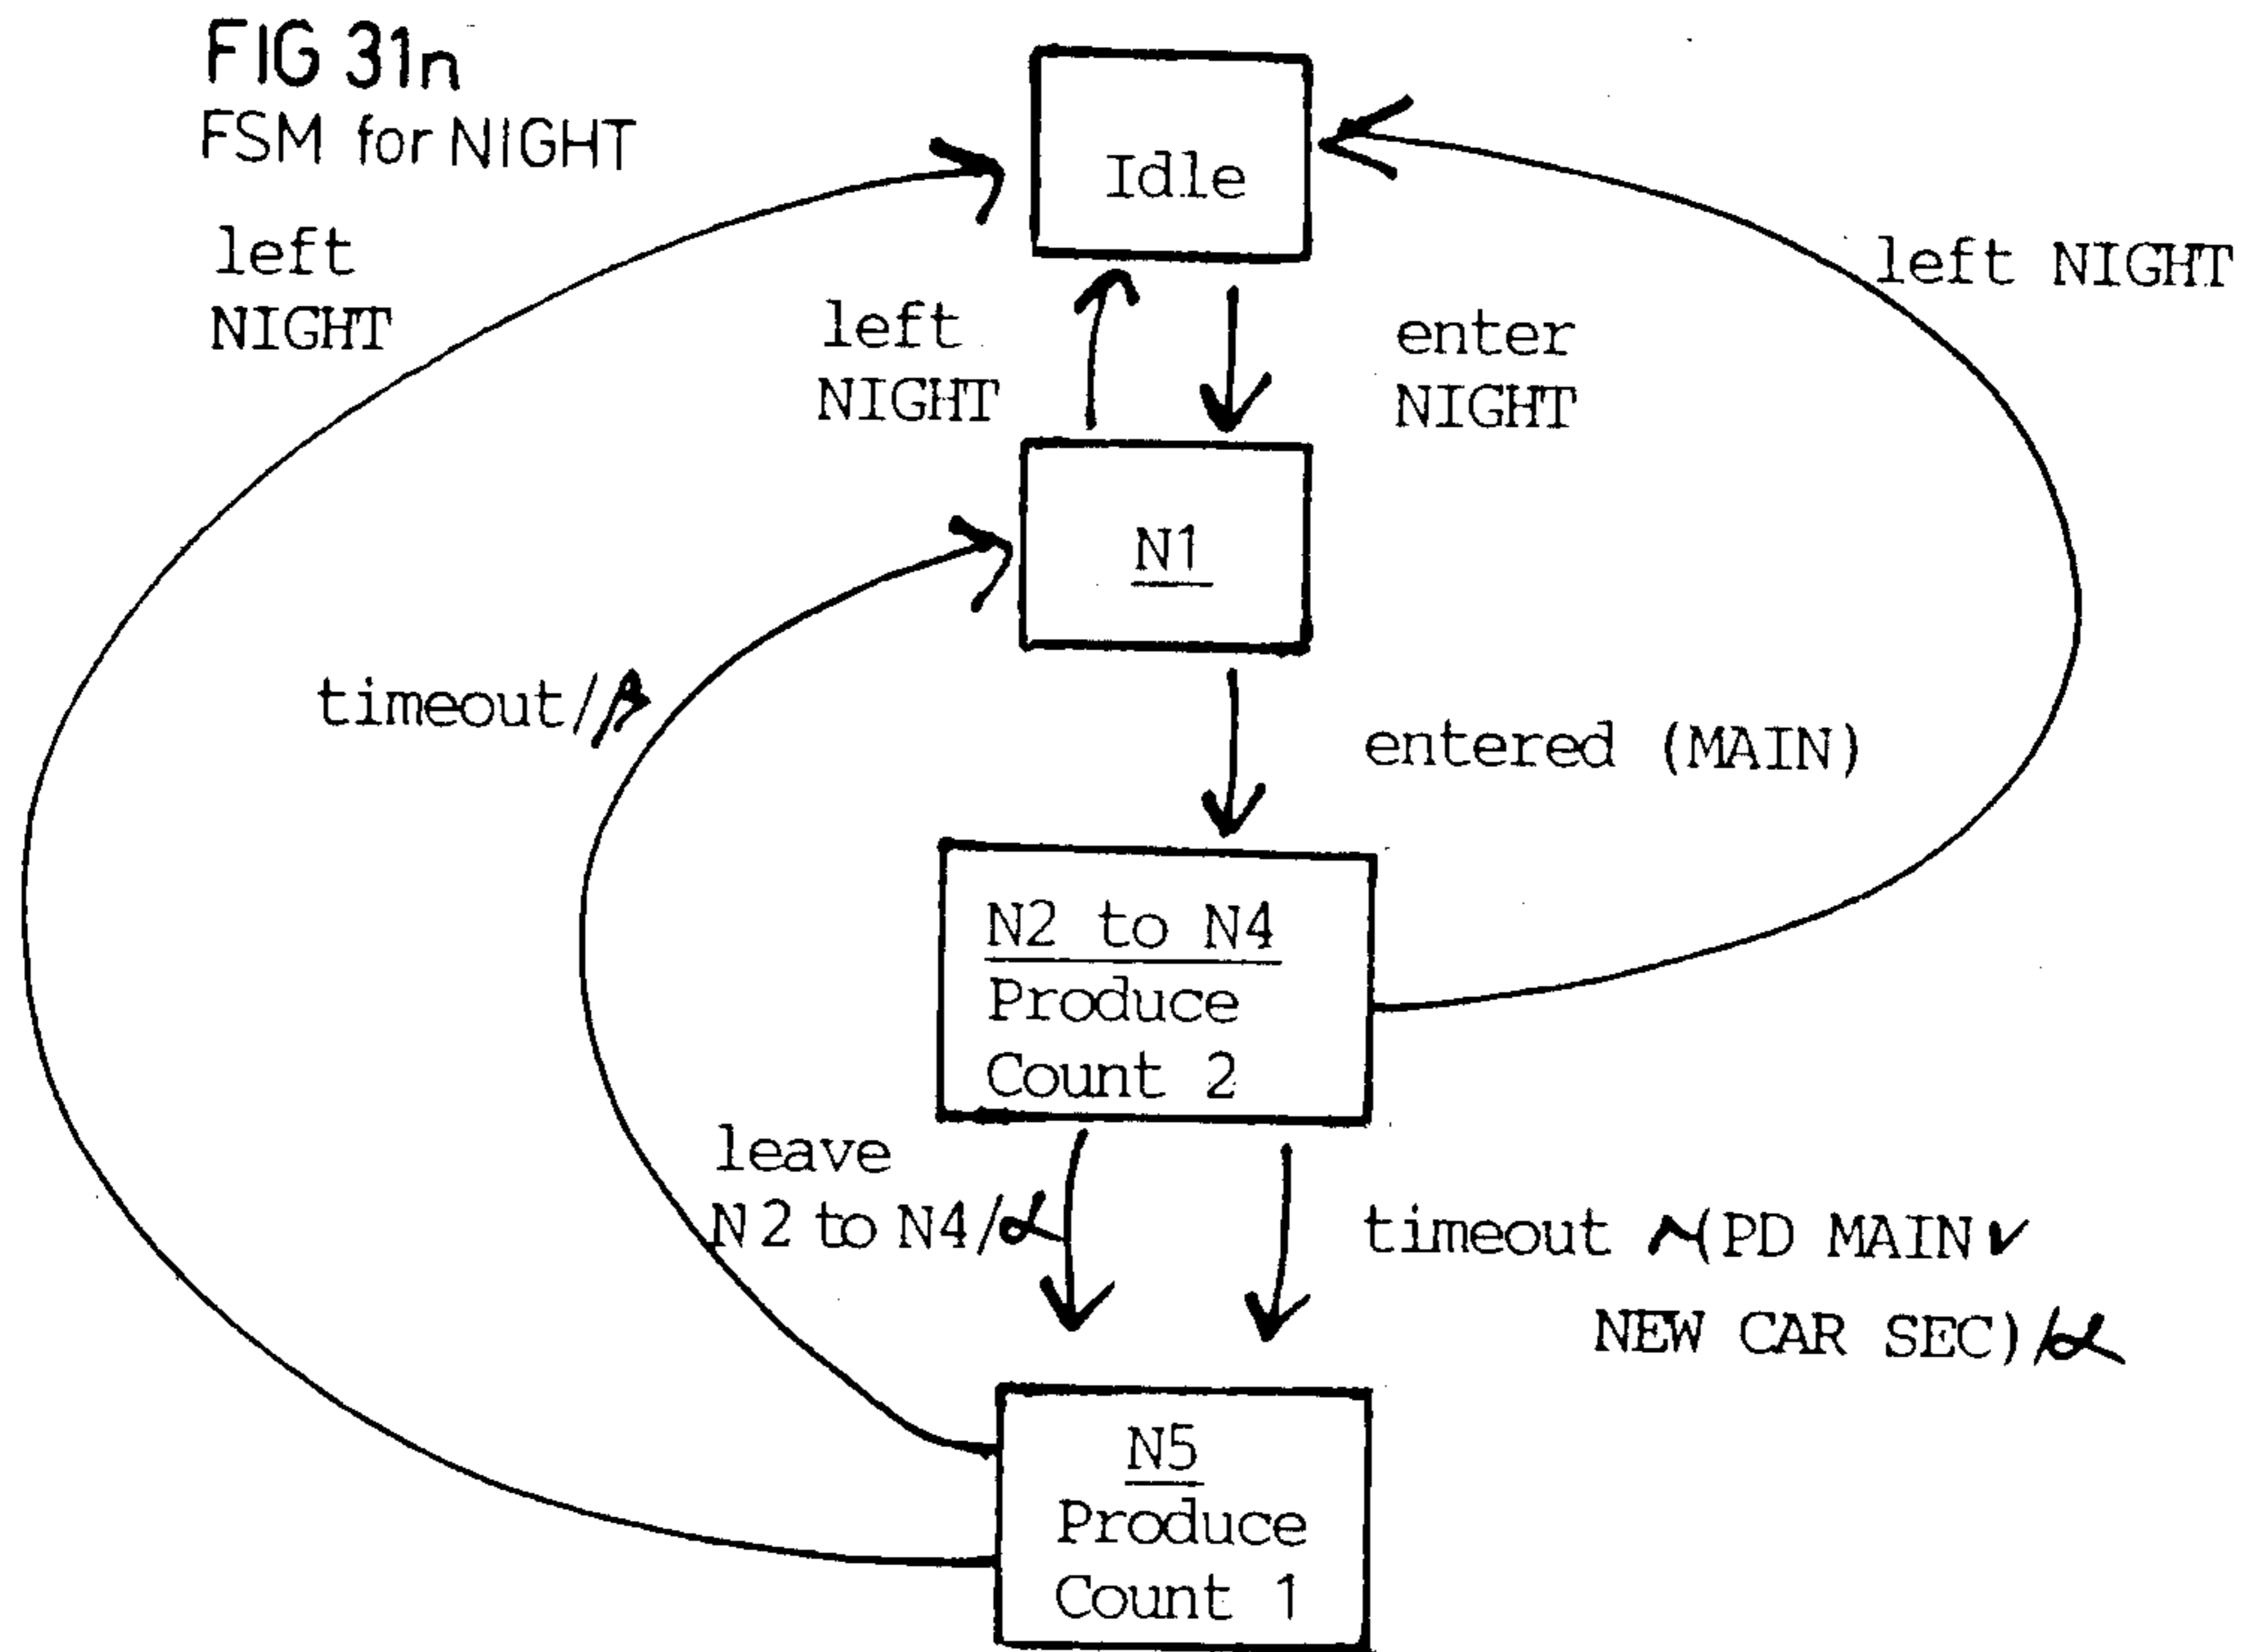 FIG 31n
FSM for NIGHT
Idle
left
NIGHT
left
NIGHT
enter
NIGHT
left NIGHT
N1
timeout/β
entered (MAIN)
N2 to N4
Produce
Count 2
leave
N2 to N4/α
timeout ∧(PD MAIN ∨
NEW CAR SEC)/α
N5
Produce
Count 1